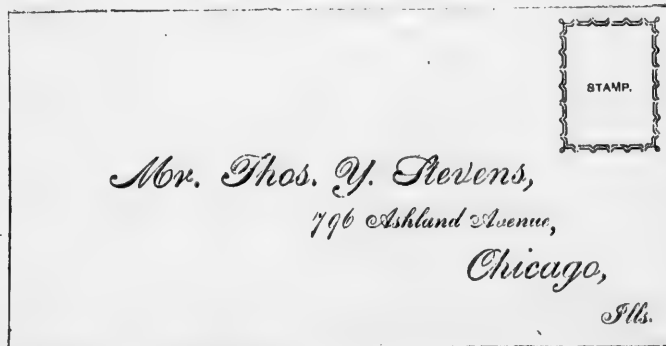 STAMP.
Mr. Thos. Y. Stevens,
796 Ashland Avenue,
Chicago,
Ills.